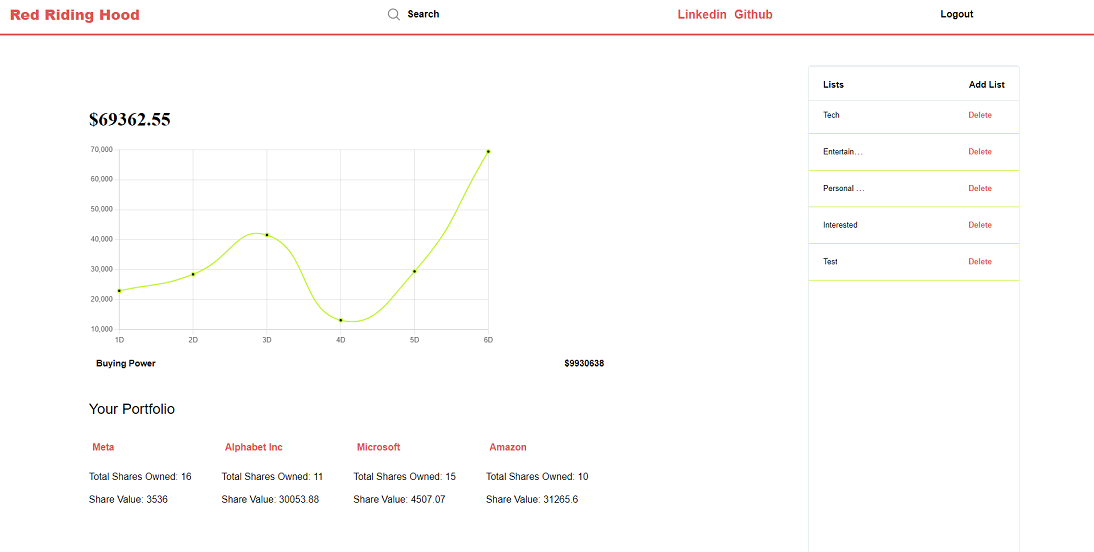 Red Riding Hood
Search
Linkedin Github
Logout
$69362.55
70,000
60,000
50,000
40,000
30,000
20,000
10,000
1D 2D 3D 4D 5D 6D
Buying Power $9930638
Your Portfolio
Meta
Total Shares Owned: 16
Share Value: 3536
Alphabet Inc
Total Shares Owned: 11
Share Value: 30053.88
Microsoft
Total Shares Owned: 15
Share Value: 4507.07
Amazon
Total Shares Owned: 10
Share Value: 31265.6
Lists Add List
Tech Delete
Entertain... Delete
Personal ... Delete
Interested Delete
Test Delete